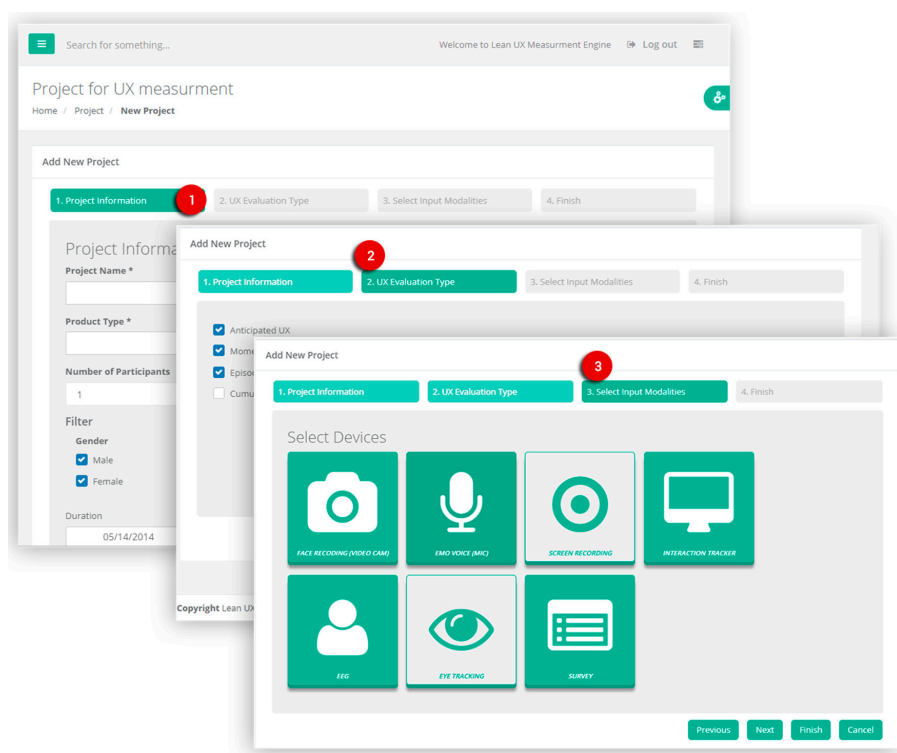 Search for something...
Welcome to Lean UX Measurment Engine
Log out
Project for UX measurment
Home / Project / New Project
Add New Project
1. Project Information
1
2. UX Evaluation Type
3. Select Input Modalities
4. Finish
Project
Project Name *
Product Type *
Number of Participants
1
Filter
Gender
Male
Female
Duration
05/14/2014
Add New Project
2
1. Project Information
2. UX Evaluation Type
3. Select Input Modalities
4. Finish
Anticipated UX
Copyright Lean UX
Add New Project
3
1. Project Information
2. UX Evaluation Type
3. Select Input Modalities
4. Finish
Select Devices
FACE RECODING (VIDEO CAM)
EMO VOICE (MIC)
SCREEN RECORDING
INTERACTION TRACKER
EEG
EYE TRACKING
SURVEY
Previous
Next
Finish
Cancel